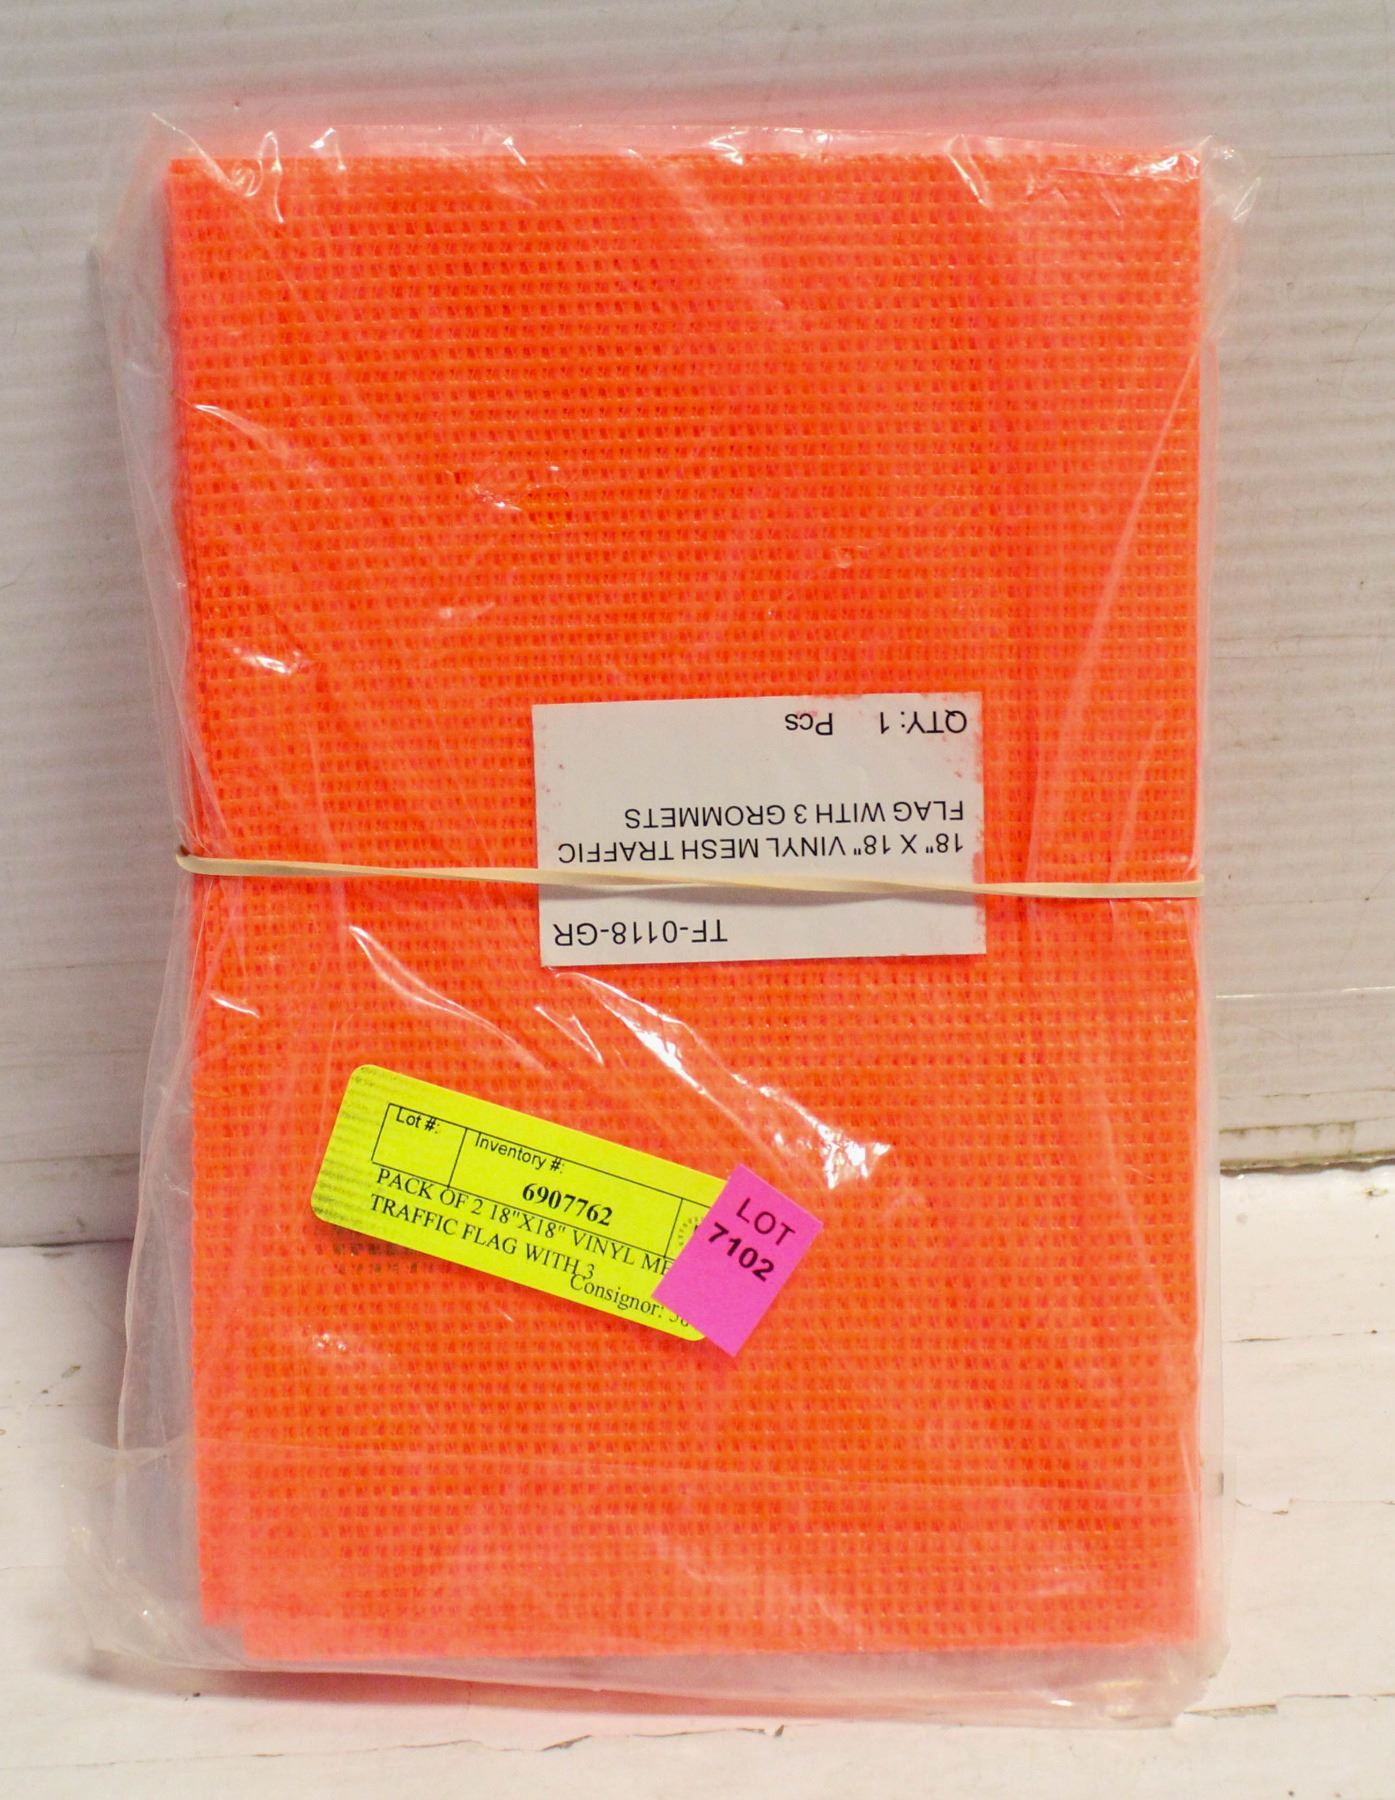 TF-0118-GR
18" X 18" VINYL MESH TRAFFIC
FLAG WITH 3 GROMMETS
QTY: 1 Pcs
Lot #:
Inventory #:
6907762
PACK OF 2 18"X18" VINYL ME
TRAFFIC FLAG WITH 3
Consignor:
LOT
7102